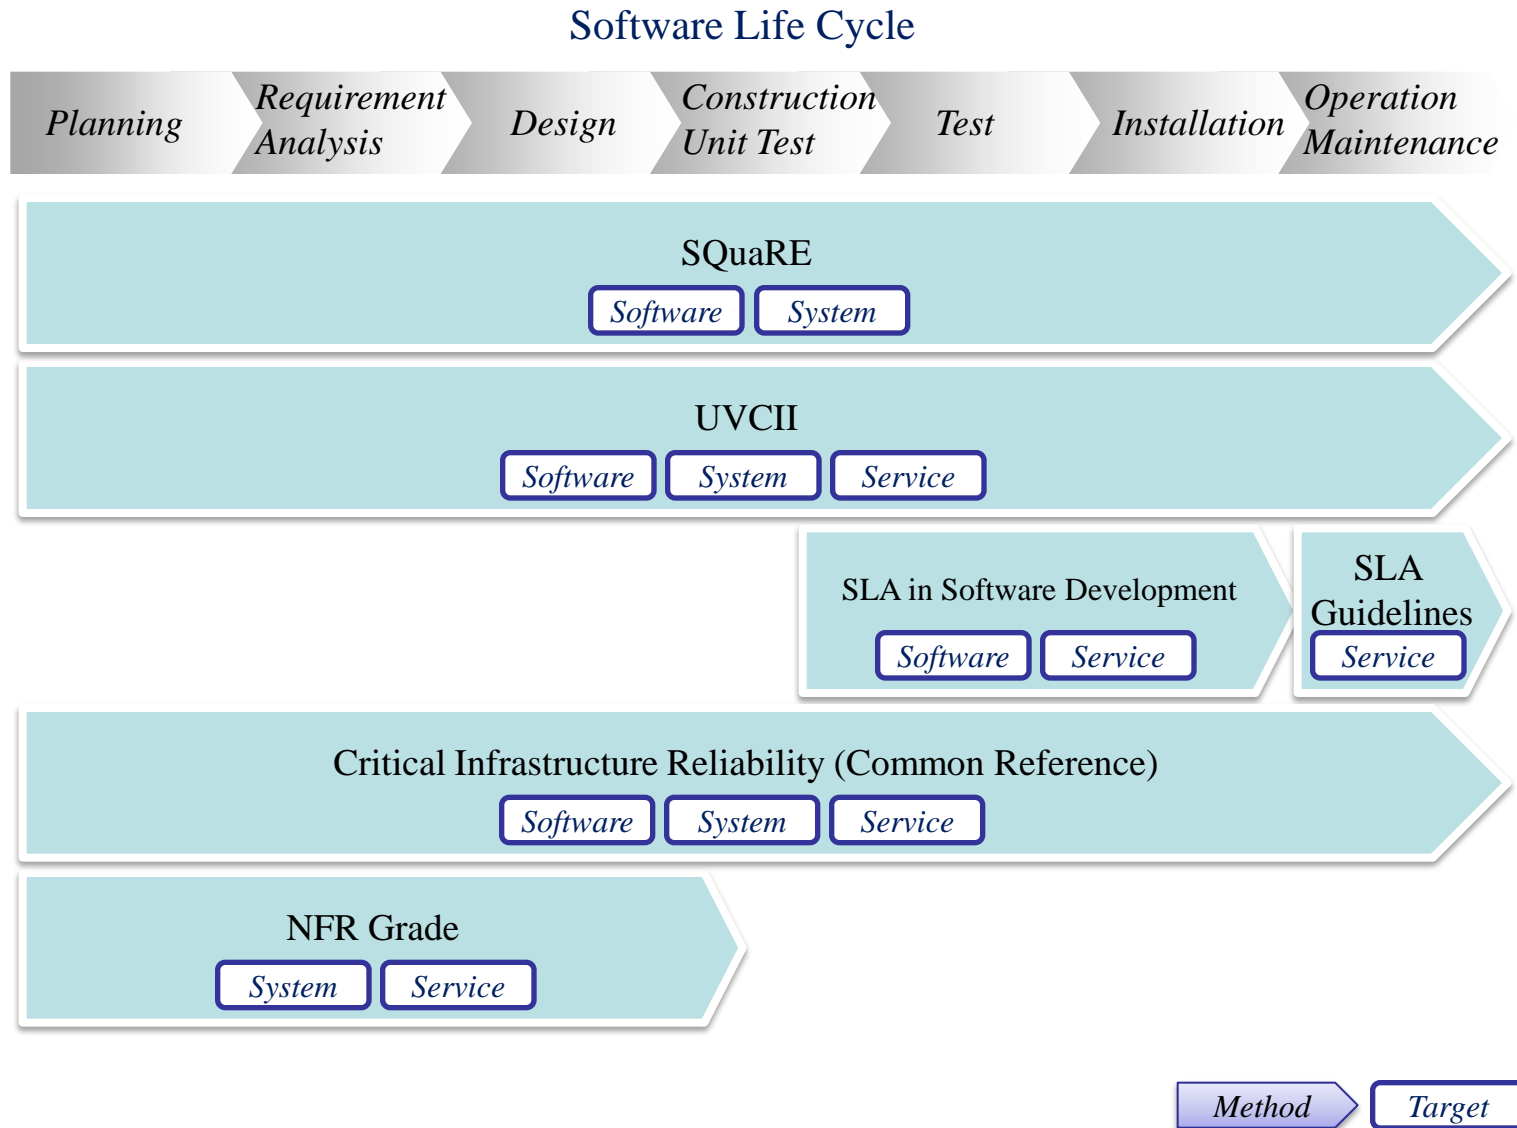 Software Life Cycle
Planning
Requirement
Analysis
Design
Construction
Unit Test
Test
Installation
Operation
Maintenance
SQuaRE
Software
System
UVCII
Software
System
Service
SLA in Software Development
Software
Service
SLA
Guidelines
Service
Critical Infrastructure Reliability (Common Reference)
Software
System
Service
NFR Grade
System
Service
Method
Target